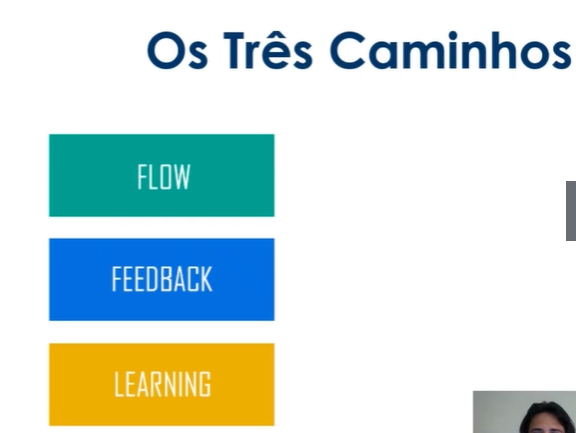 Os Três Caminhos
FLOW
FEEDBACK
LEARNING